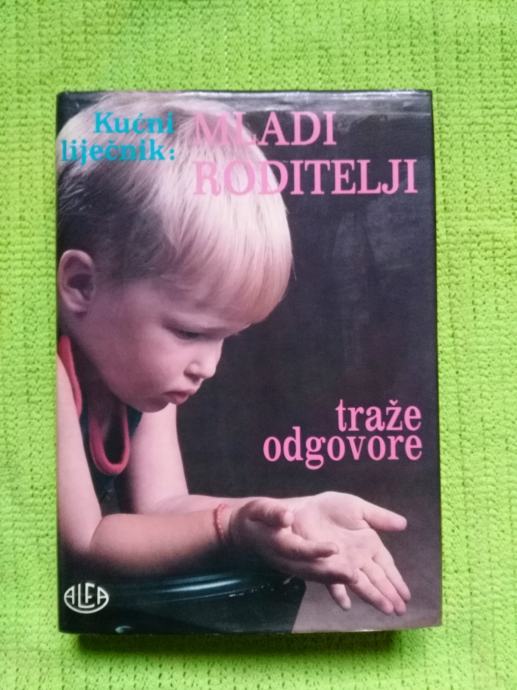 Kućni
liječnik:
MLADI
RODITELJI
traže
odgovore
ALFA